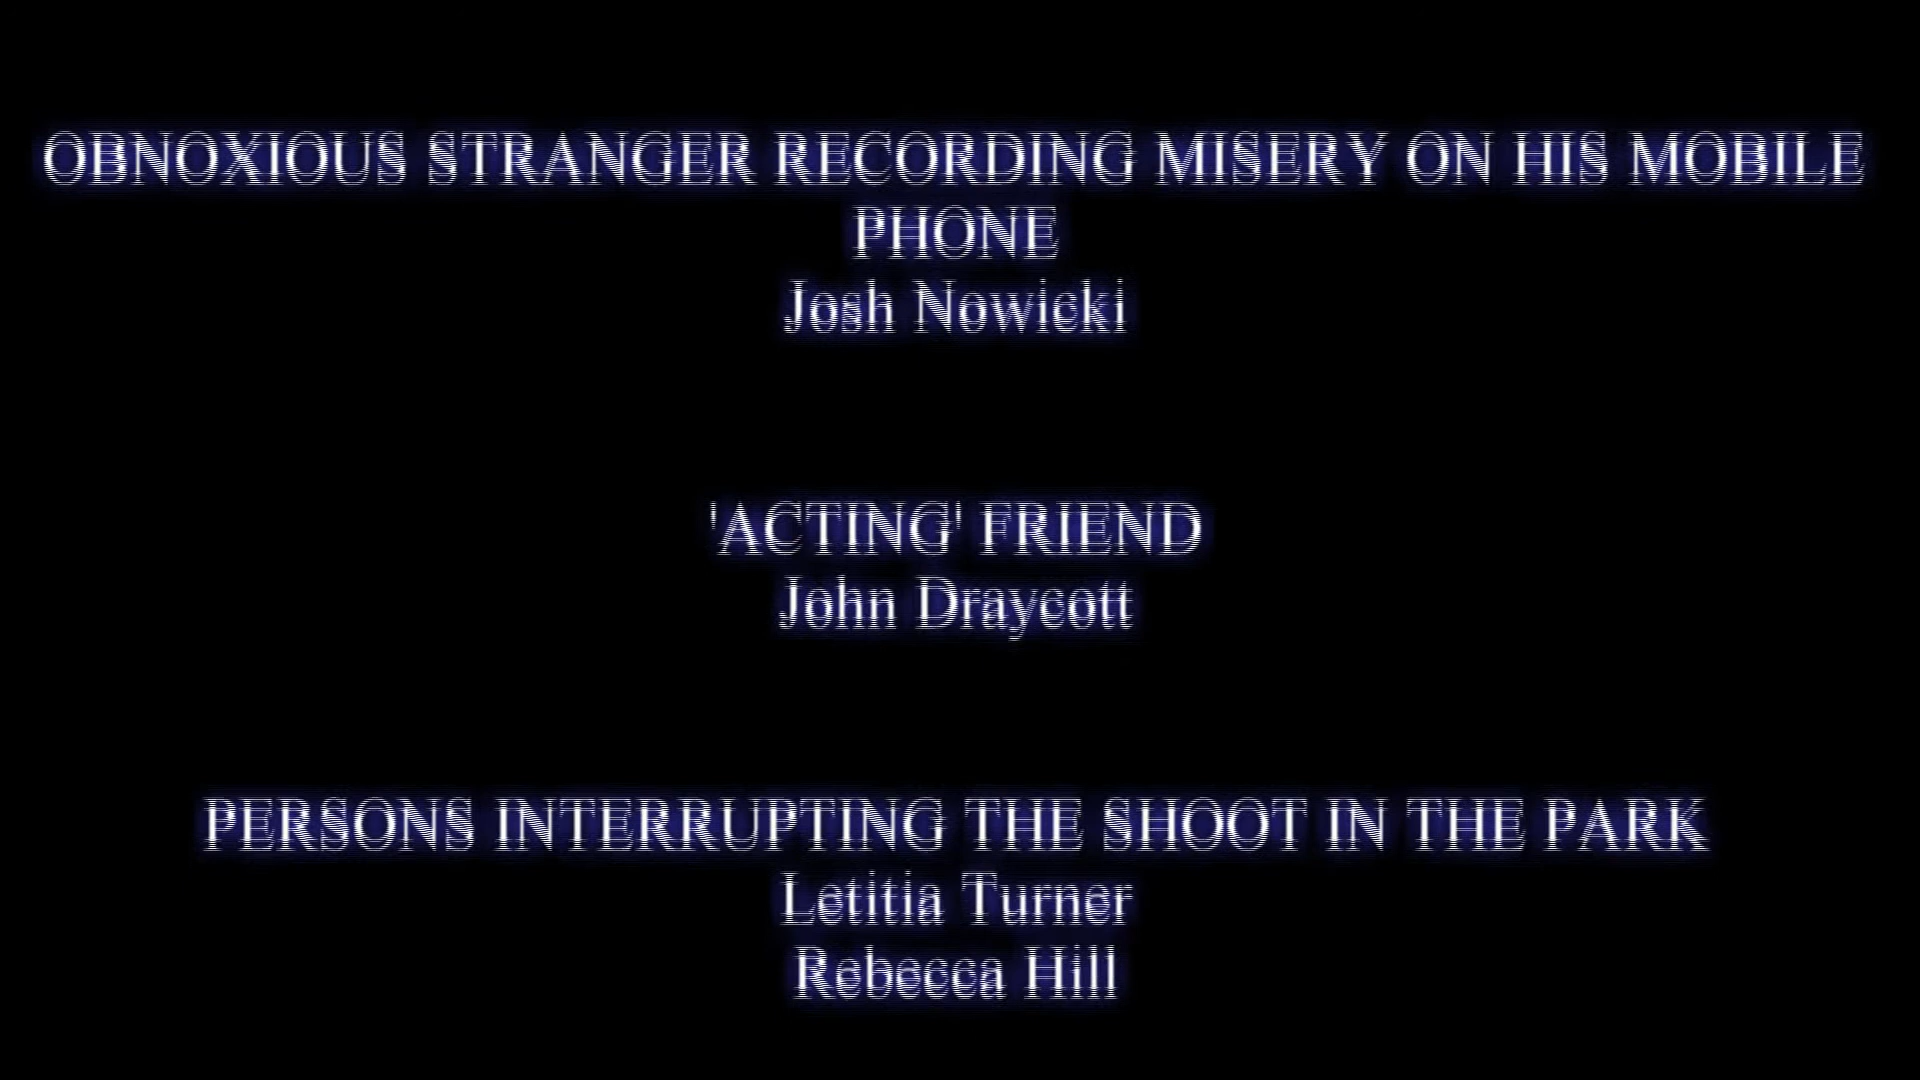 OBNOXIOUS STRANGER RECORDING MISERY ON HIS MOBILE
PHONE
Josh Nowicki
'ACTING' FRIEND
John Draycott
PERSONS INTERRUPTING THE SHOOT IN THE PARK
Letitia Turner
Rebecca Hill